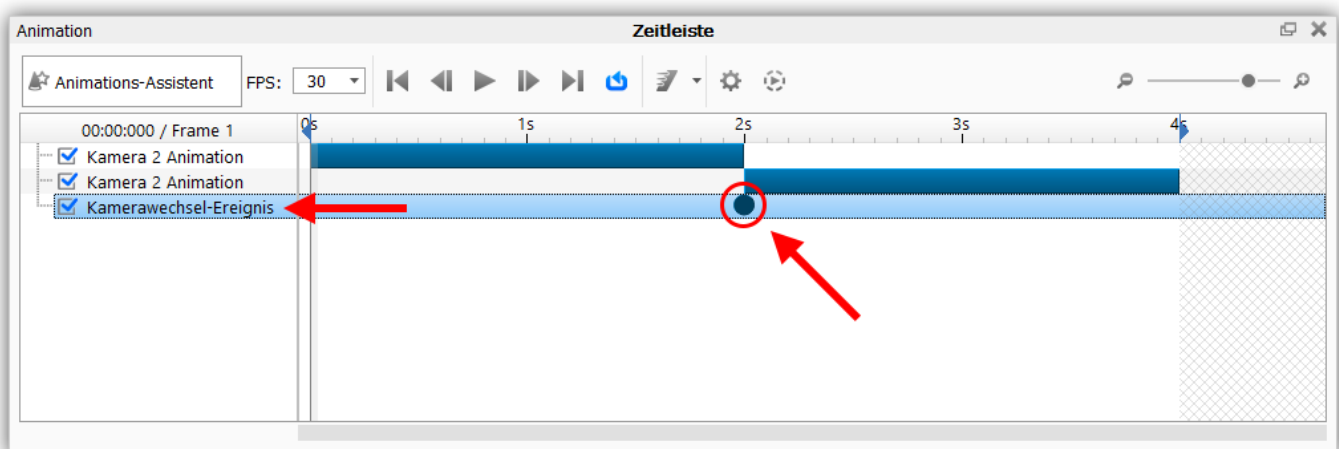 Animation Zeitleiste
Animations-Assistent FPS: 30
00:00:000 / Frame 1 0s 1s 2s 3s 4s
Kamera 2 Animation
Kamera 2 Animation
Kamerawechsel-Ereignis